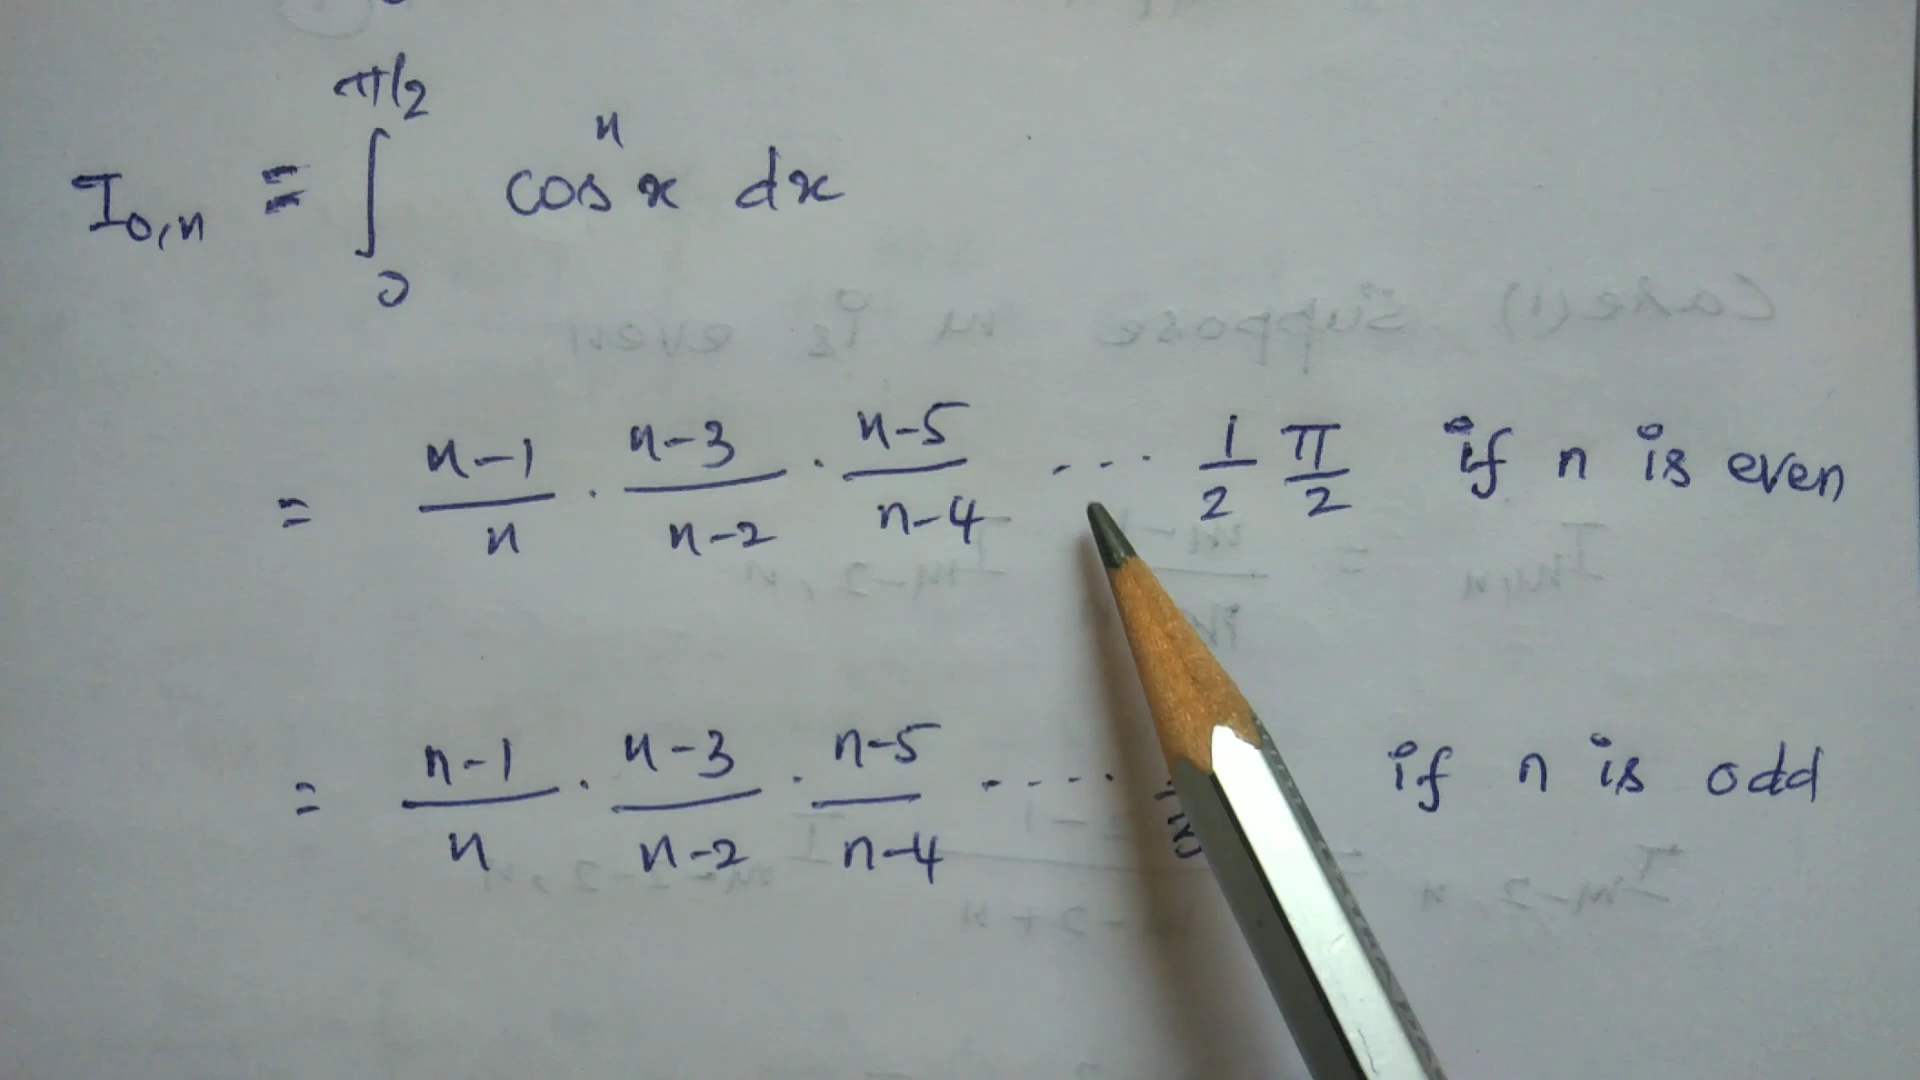 I₀,ₙ = ∫₀^(π/2) cosⁿx dx
= (n-1)/n · (n-3)/(n-2) · (n-5)/(n-4) ---- 1/2 π/2 if n is even
= (n-1)/n · (n-3)/(n-2) · (n-5)/(n-4) ----- if n is odd